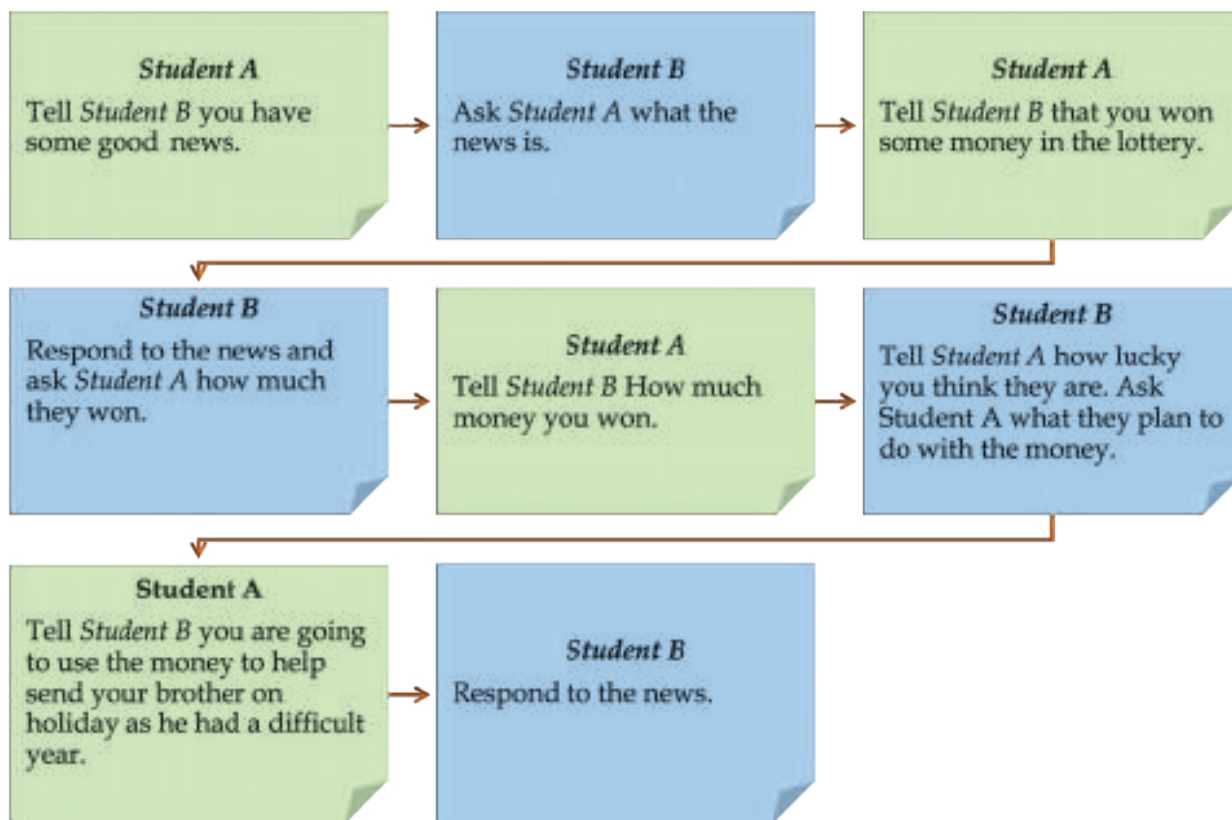 Student A
Tell Student B you have
some good news.
Student B
Ask Student A what the
news is.
Student A
Tell Student B that you won
some money in the lottery.
Student B
Respond to the news and
ask Student A how much
they won.
Student A
Tell Student B How much
money you won.
Student B
Tell Student A how lucky
you think they are. Ask
Student A what they plan to
do with the money.
Student A
Tell Student B you are going
to use the money to help
send your brother on
holiday as he had a difficult
year.
Student B
Respond to the news.